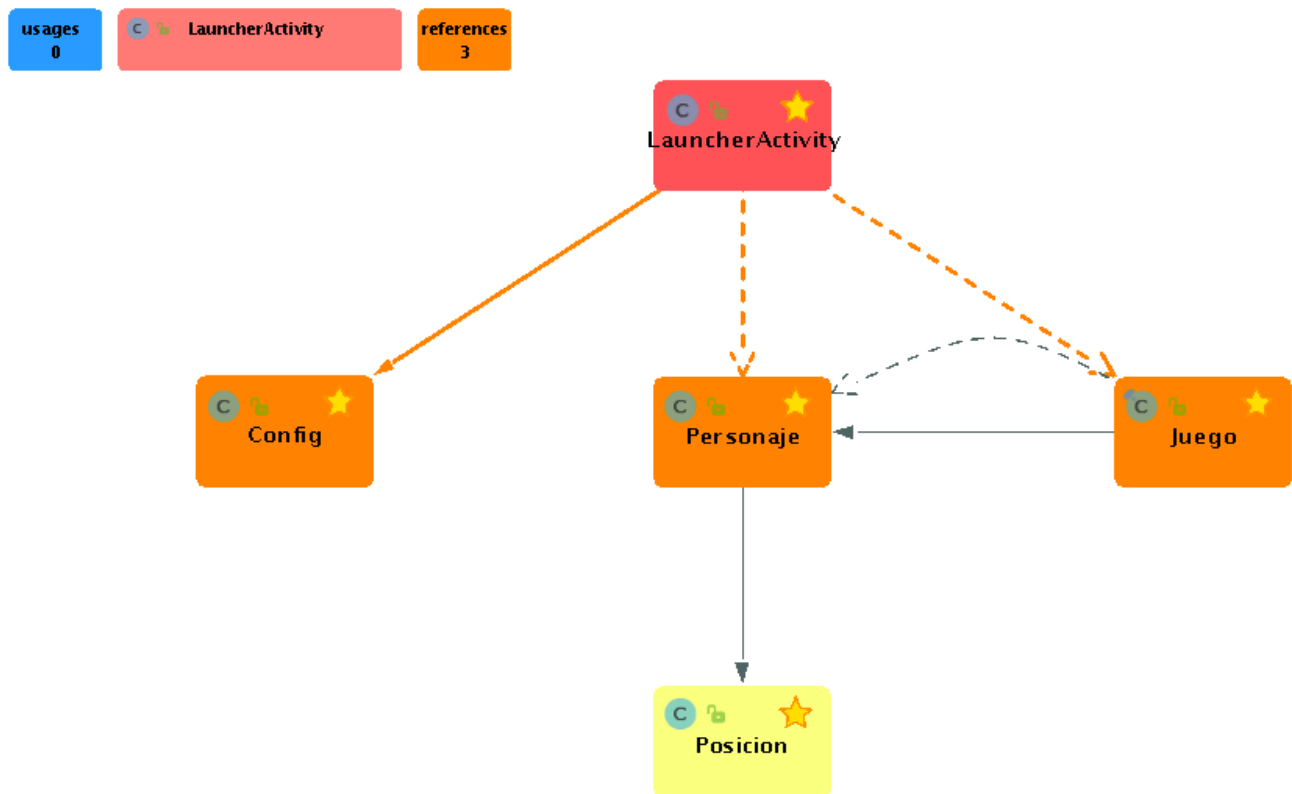 usages
0
C LauncherActivity
references
3
C
LauncherActivity
C
Config
C
Personaje
C
Juego
C
Posicion